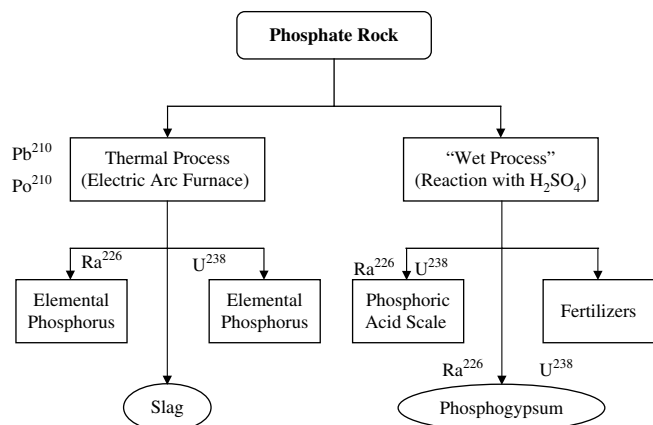 Phosphate Rock
Pb²¹⁰
Po²¹⁰
Thermal Process
(Electric Arc Furnace)
“Wet Process”
(Reaction with H₂SO₄)
Ra²²⁶
U²³⁸
Ra²²⁶ U²³⁸
Elemental
Phosphorus
Elemental
Phosphorus
Phosphoric
Acid Scale
Fertilizers
Ra²²⁶ U²³⁸
Slag
Phosphogypsum